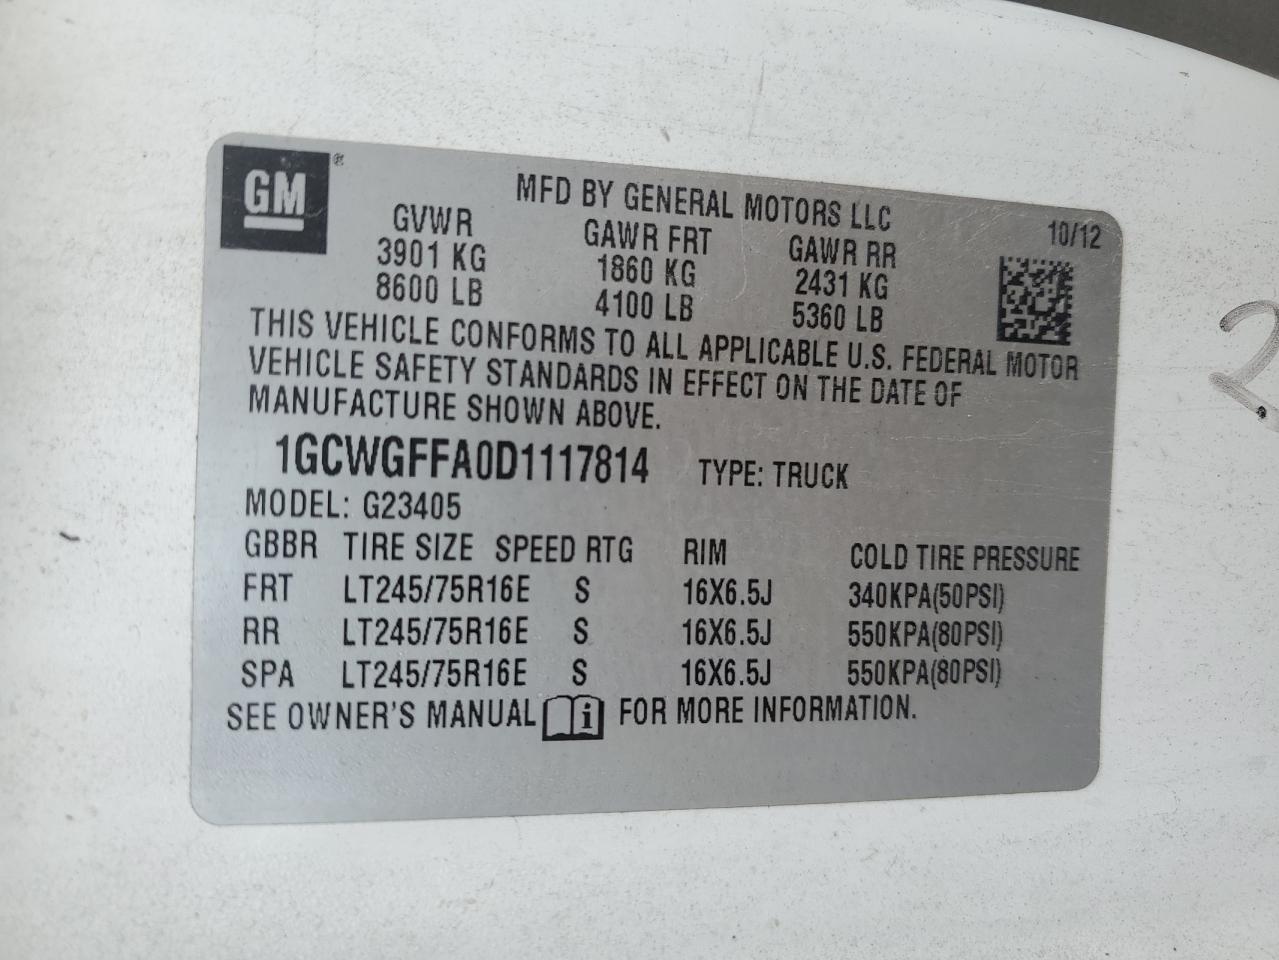 GM ®
MFD BY GENERAL MOTORS LLC
10/12
GVWR GAWR FRT GAWR RR
3901 KG 1860 KG 2431 KG
8600 LB 4100 LB 5360 LB
THIS VEHICLE CONFORMS TO ALL APPLICABLE U.S. FEDERAL MOTOR
VEHICLE SAFETY STANDARDS IN EFFECT ON THE DATE OF
MANUFACTURE SHOWN ABOVE.
1GCWGFFA0D1117814 TYPE: TRUCK
MODEL: G23405
GBBR TIRE SIZE SPEED RTG RIM COLD TIRE PRESSURE
FRT LT245/75R16E S 16X6.5J 340KPA(50PSI)
RR LT245/75R16E S 16X6.5J 550KPA(80PSI)
SPA LT245/75R16E S 16X6.5J 550KPA(80PSI)
SEE OWNER'S MANUAL i FOR MORE INFORMATION.
2